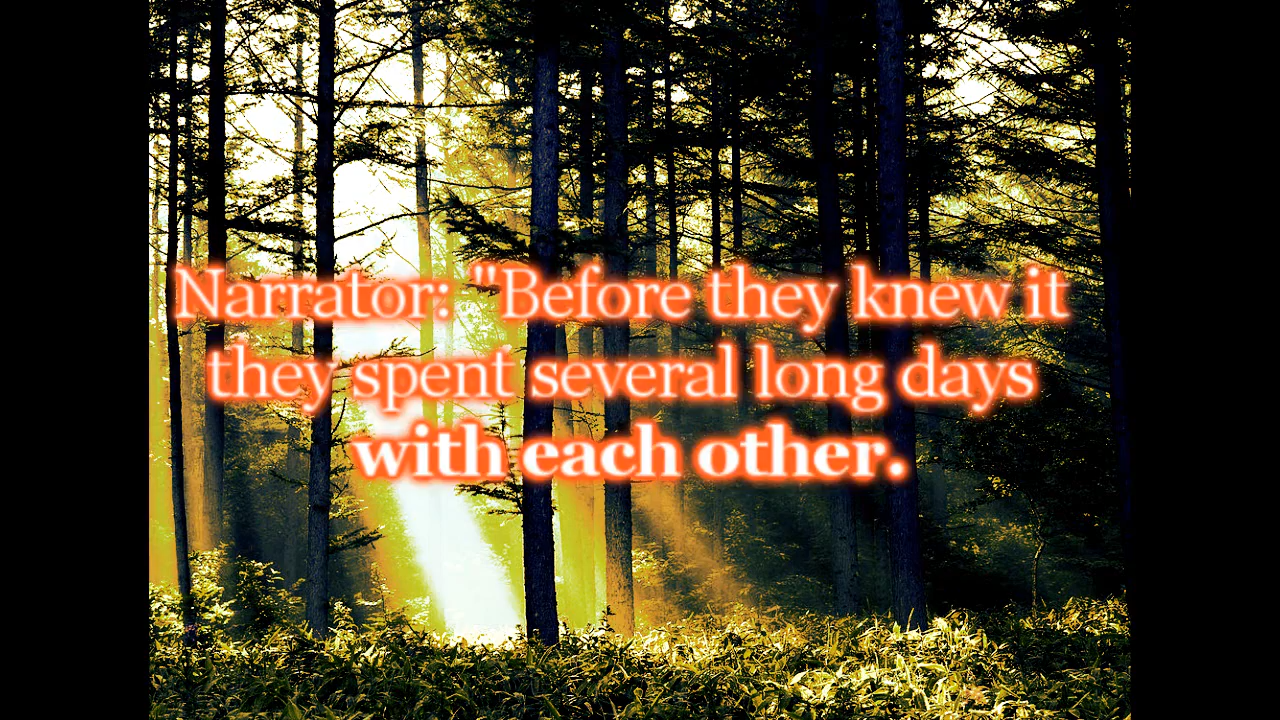 Narrator: "Before they knew it
they spent several long days
with each other.